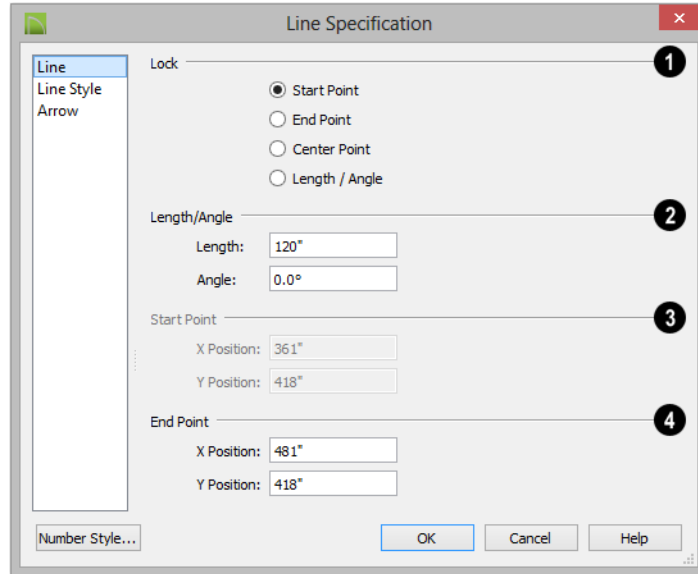 Line Specification
Line
Line Style
Arrow
Lock
1
Start Point
End Point
Center Point
Length / Angle
Length/Angle
2
Length: 120"
Angle: 0.0°
Start Point
3
X Position: 361"
Y Position: 418"
End Point
4
X Position: 481"
Y Position: 418"
Number Style...
OK
Cancel
Help